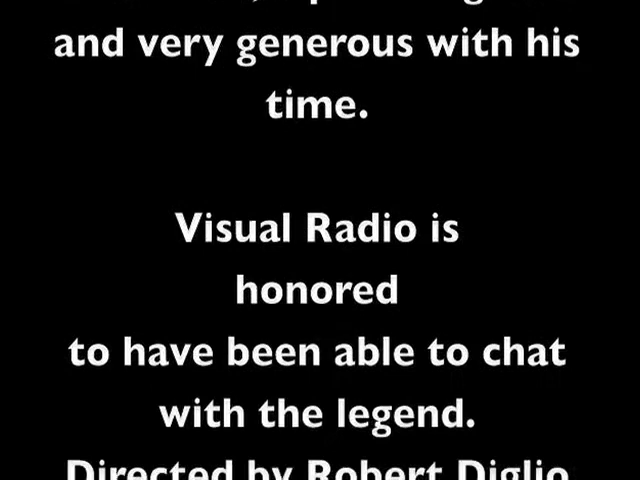 and very generous with his
time.
Visual Radio is
honored
to have been able to chat
with the legend.
Directed by Robert Diglio